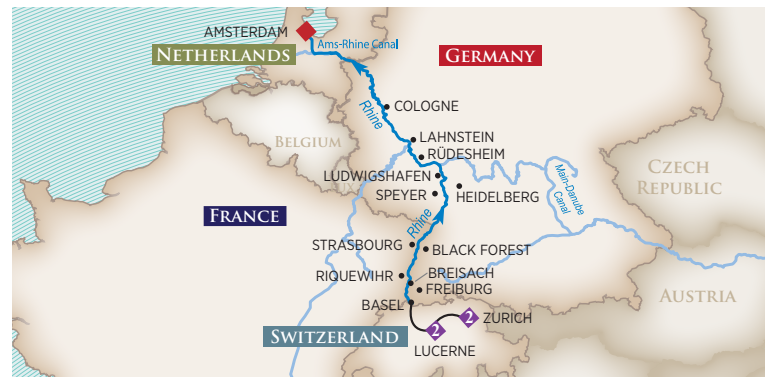 AMSTERDAM
Ams-Rhine Canal
NETHERLANDS
GERMANY
COLOGNE
Rhine
BELGIUM
LAHNSTEIN
RÜDESHEIM
LUDWIGSHAFEN
CZECH
REPUBLIC
SPEYER
HEIDELBERG
Main-Danube
Canal
FRANCE
Rhine
STRASBOURG
BLACK FOREST
RIQUEWIHR
BREISACH
FREIBURG
AUSTRIA
BASEL
SWITZERLAND
2
2
ZURICH
LUCERNE